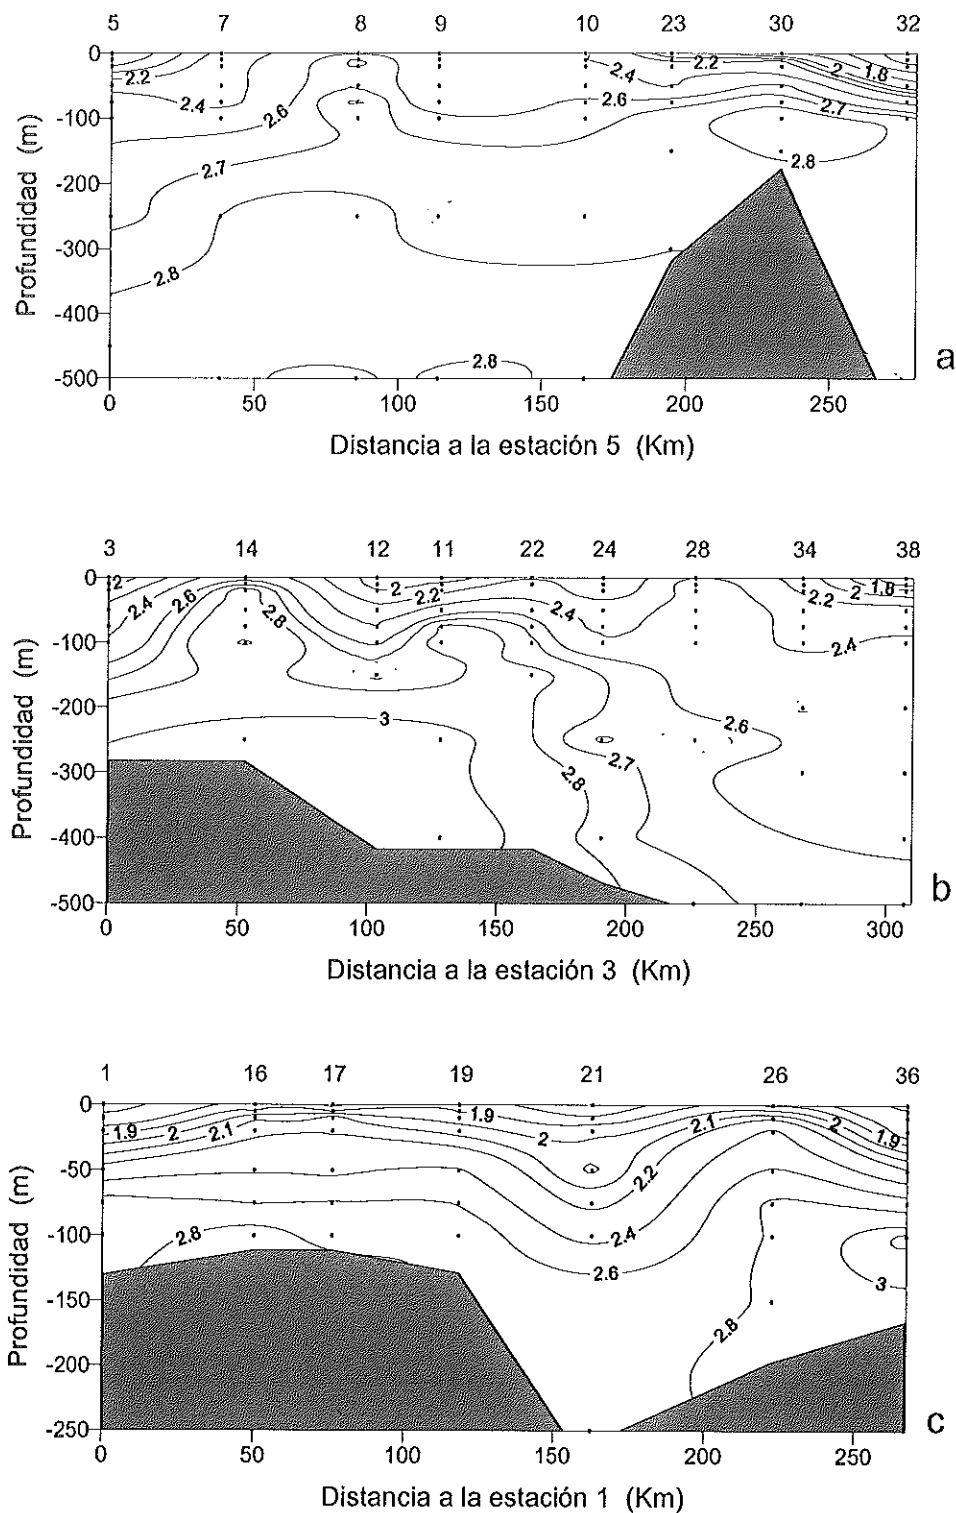 5 7 8 9 10 23 30 32
0
-100
-200
-300
-400
-500
Profundidad (m)
2.2 2.4 2.6 2.7 2.8 2.8 2.4 2.2 2.6 2 1.8 2.7 2.8
0 50 100 150 200 250
Distancia a la estación 5 (Km)
a
3 14 12 11 22 24 28 34 38
0
-100
-200
-300
-400
-500
Profundidad (m)
2 2.4 2.6 2.8 2 2.2 2.4 3 2.8 2.7 2.6 2.2 1.8 2.4
0 50 100 150 200 250 300
Distancia a la estación 3 (Km)
b
1 16 17 19 21 26 36
0
-50
-100
-150
-200
-250
Profundidad (m)
1.9 2 2.1 2.8 1.9 2 2.1 2.2 2.4 2.6 2.8 2 1.9 3
0 50 100 150 200 250
Distancia a la estación 1 (Km)
c